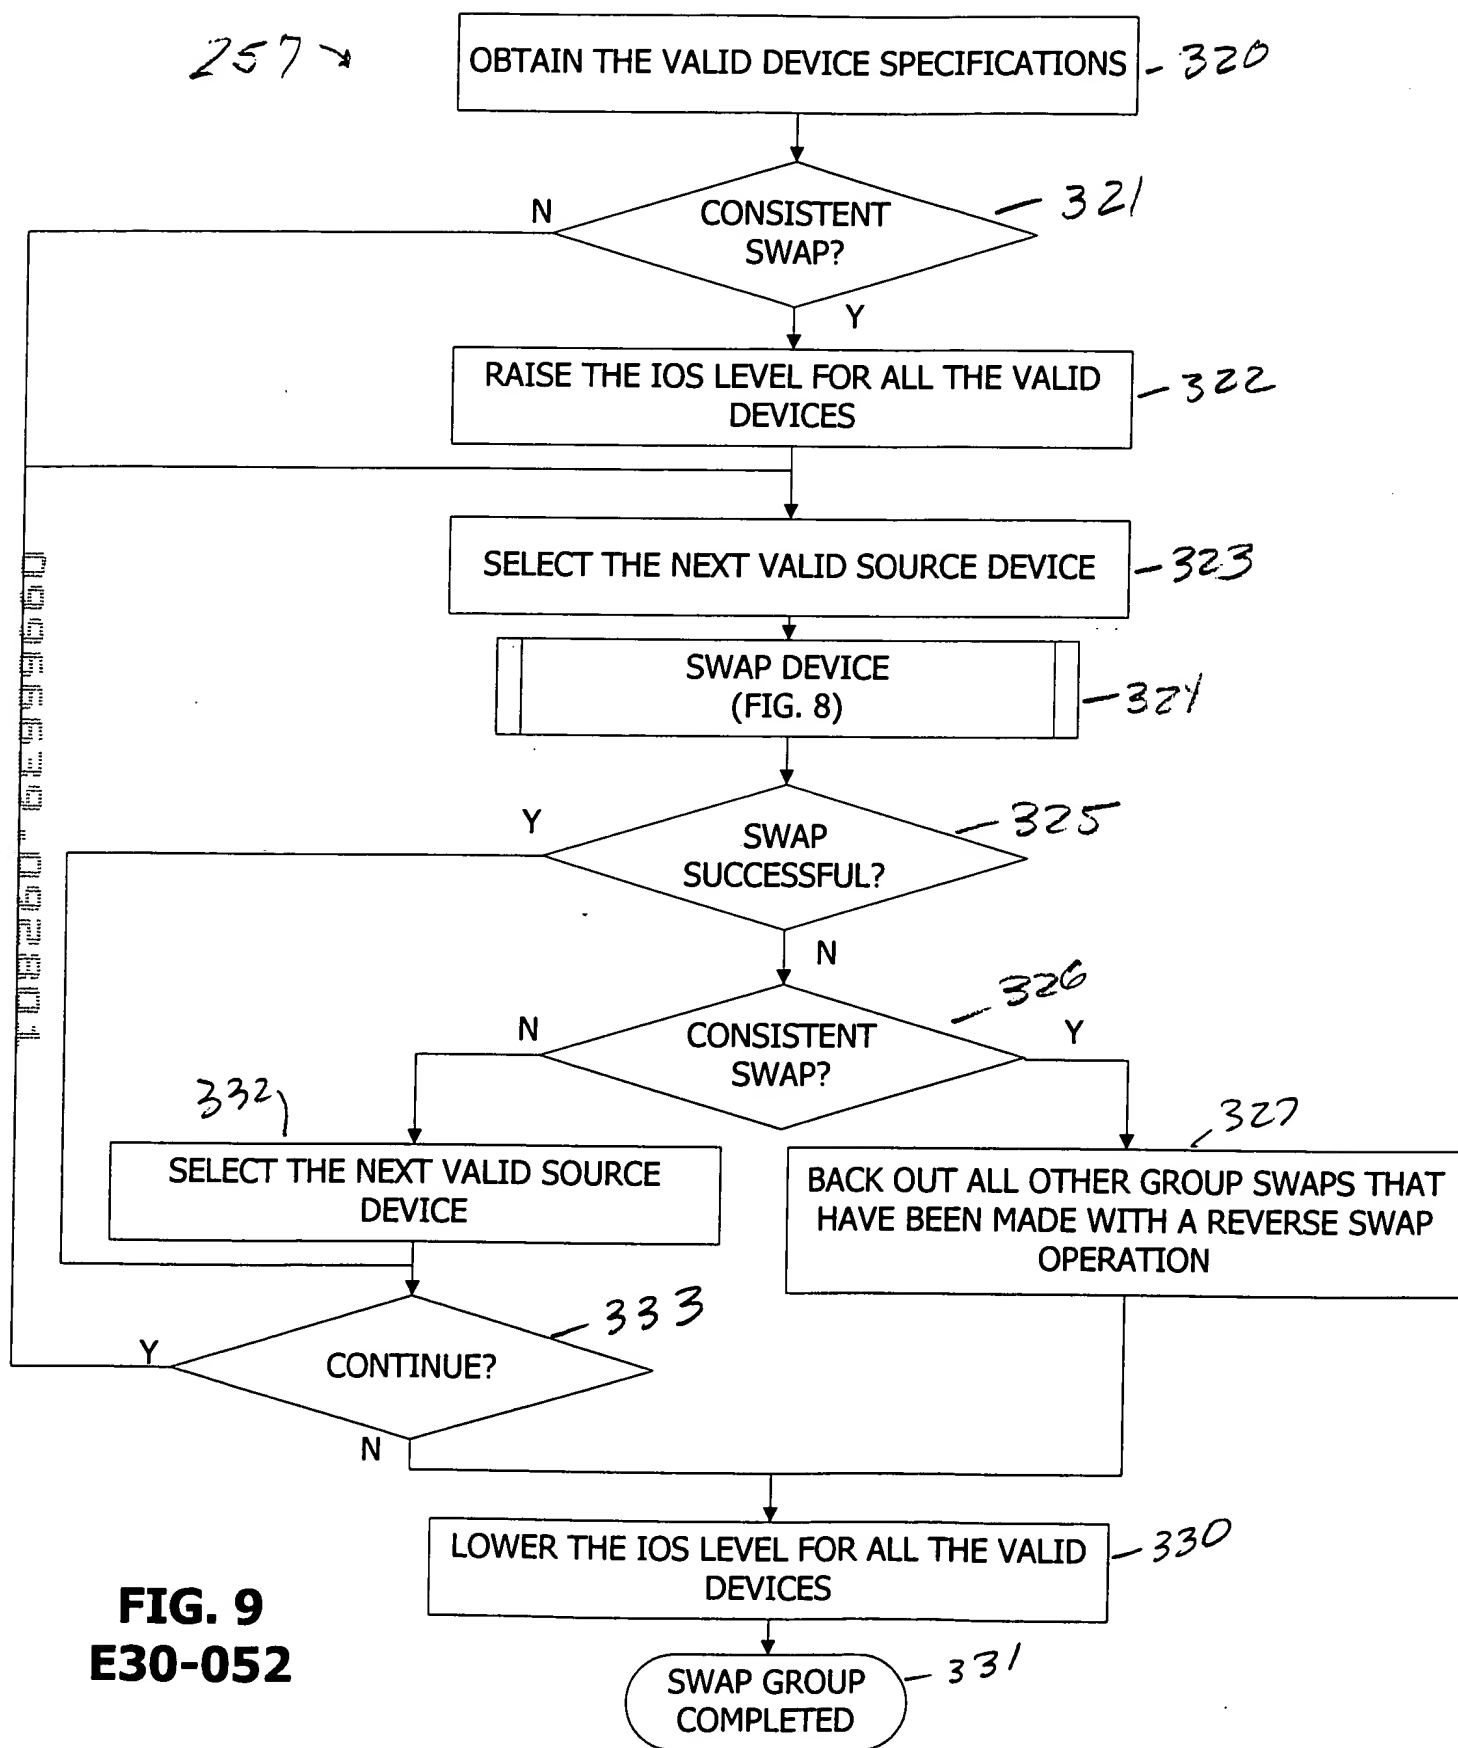 257
OBTAIN THE VALID DEVICE SPECIFICATIONS
320
CONSISTENT
SWAP?
321
N
Y
RAISE THE IOS LEVEL FOR ALL THE VALID
DEVICES
322
SELECT THE NEXT VALID SOURCE DEVICE
323
SWAP DEVICE
(FIG. 8)
324
Y
SWAP
SUCCESSFUL?
325
N
CONSISTENT
SWAP?
326
N
Y
332
SELECT THE NEXT VALID SOURCE
DEVICE
327
BACK OUT ALL OTHER GROUP SWAPS THAT
HAVE BEEN MADE WITH A REVERSE SWAP
OPERATION
CONTINUE?
333
Y
N
LOWER THE IOS LEVEL FOR ALL THE VALID
DEVICES
330
SWAP GROUP
COMPLETED
331
FIG. 9
E30-052
09966639.092801